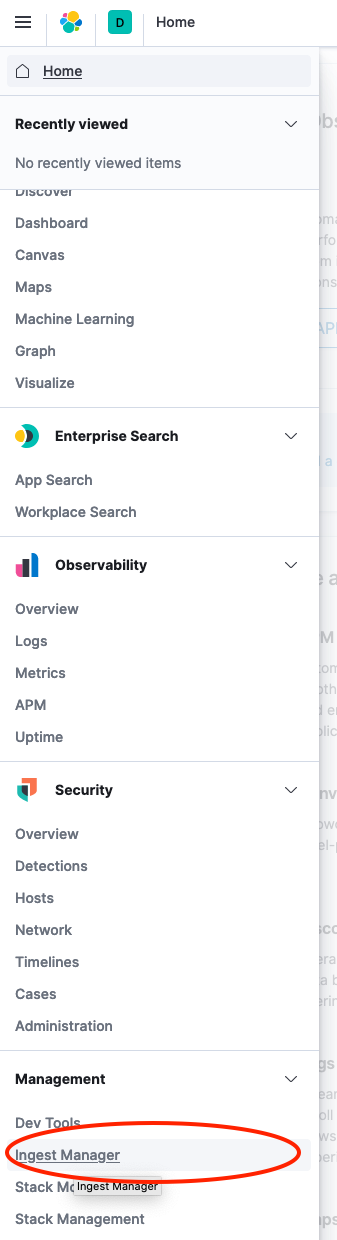 D
Home
Home
Recently viewed
No recently viewed items
Discover
Dashboard
Canvas
Maps
Machine Learning
Graph
Visualize
Enterprise Search
App Search
Workplace Search
Observability
Overview
Logs
Metrics
APM
Uptime
Security
Overview
Detections
Hosts
Network
Timelines
Cases
Administration
Management
Dev Tools
Ingest Manager
Ingest Manager
Stack Mo
Stack Management